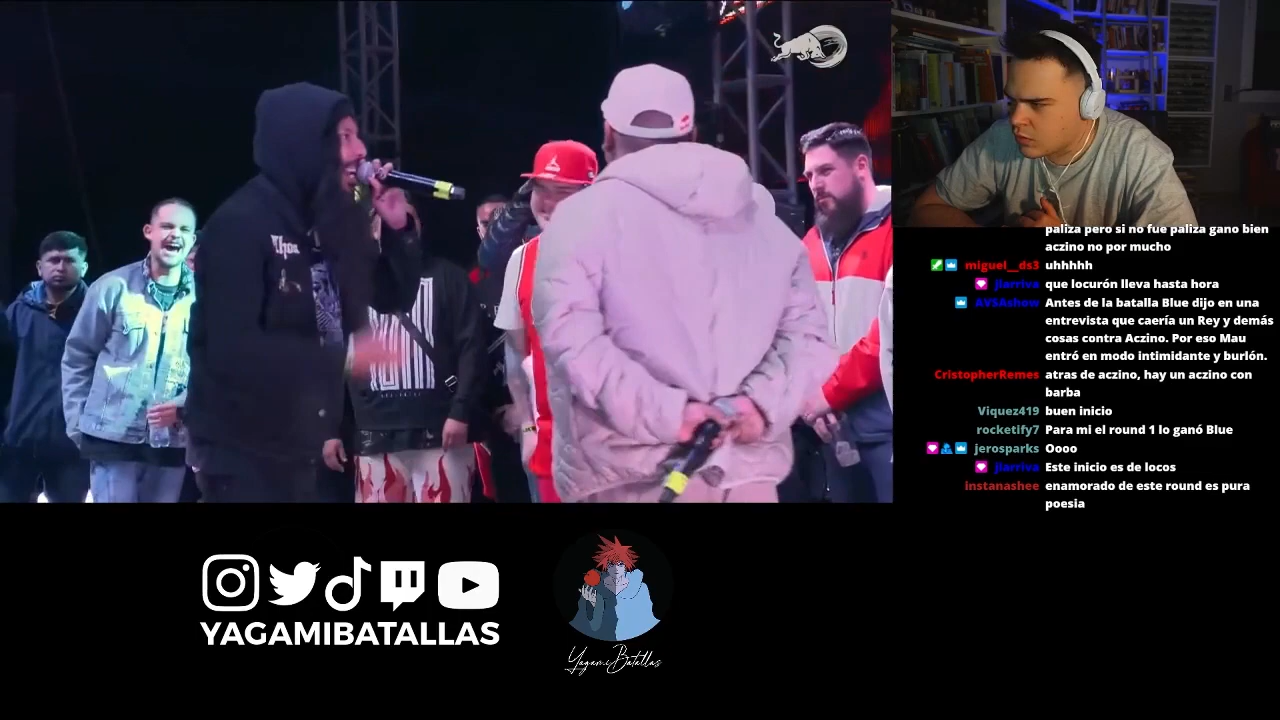 paliza pero si no fue paliza gano bien
aczino no por mucho
miguel__ds3 uhhhhh
jlarriva que locurón lleva hasta hora
AVSAshow Antes de la batalla Blue dijo en una
entrevista que caería un Rey y demás
cosas contra Aczino. Por eso Mau
entró en modo intimidante y burlón.
CristopherRemes atras de aczino, hay un aczino con
barba
Viquez419 buen inicio
rocketify7 Para mi el round 1 lo ganó Blue
jerosparks Oooo
jlarriva Este inicio es de locos
instanashee enamorado de este round es pura
poesia
YAGAMIBATALLAS
YagamiBatallas